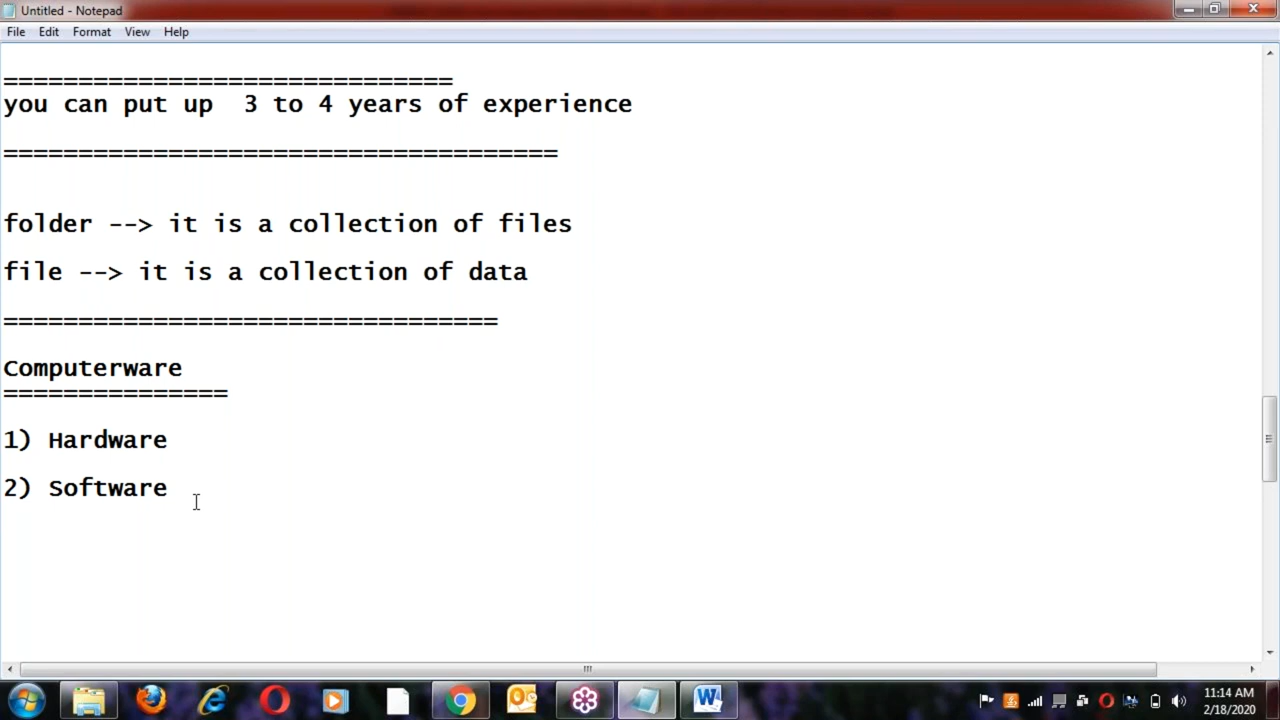 Untitled - Notepad
File Edit Format View Help
==============================
you can put up  3 to 4 years of experience
=====================================
folder --> it is a collection of files
file --> it is a collection of data
=================================
Computerware
===============
1) Hardware
2) Software
11:14 AM
2/18/2020